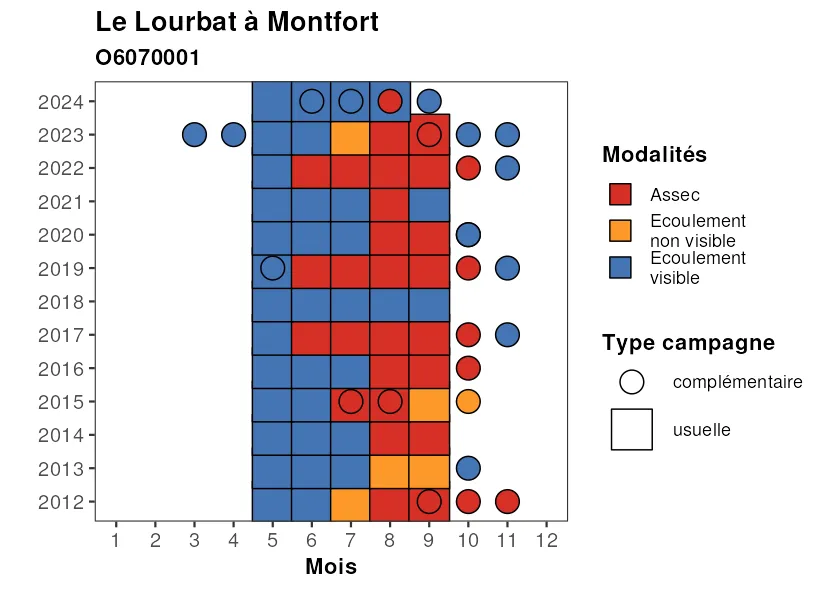 Le Lourbat à Montfort
O6070001
2024
2023
2022
2021
2020
2019
2018
2017
2016
2015
2014
2013
2012
1 2 3 4 5 6 7 8 9 10 11 12
Mois
Modalités
Assec
Ecoulement
non visible
Ecoulement
visible
Type campagne
complémentaire
usuelle